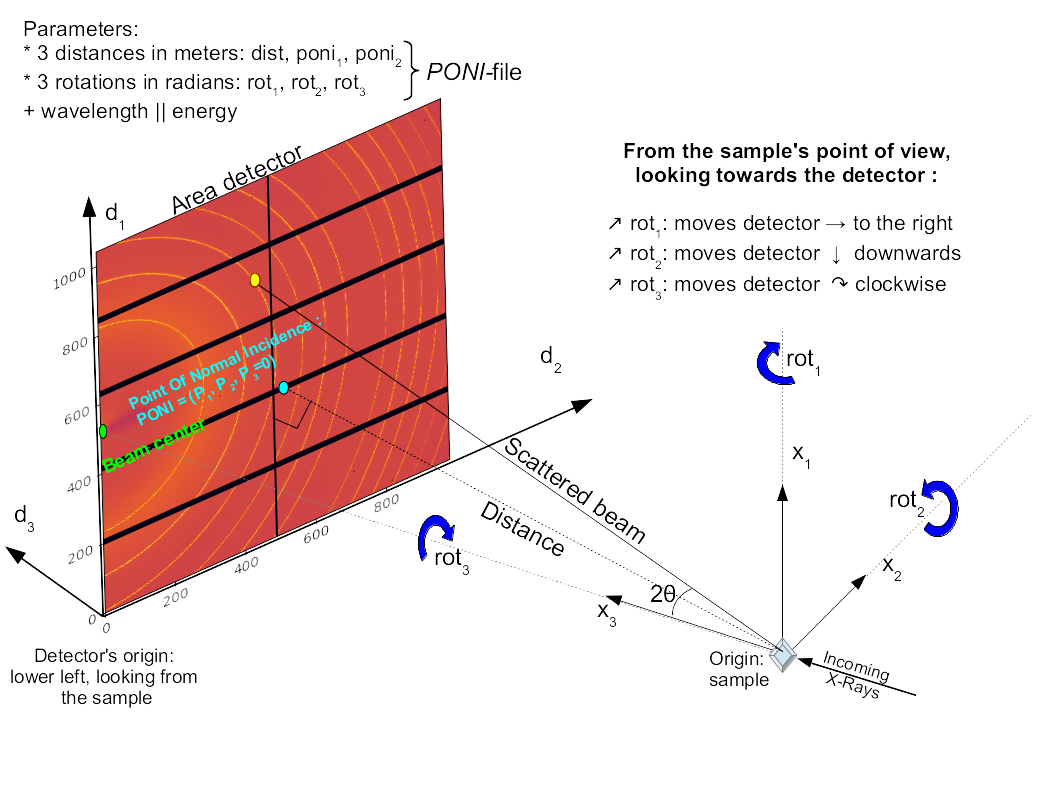 Parameters:
* 3 distances in meters: dist, poni₁, poni₂
* 3 rotations in radians: rot₁, rot₂, rot₃
PONI-file
+ wavelength || energy
Area detector
From the sample's point of view,
looking towards the detector :
↗ rot₁: moves detector → to the right
↗ rot₂: moves detector ↓ downwards
↗ rot₃: moves detector ↷ clockwise
d₁
1000
800
600
400
200
0
Point Of Normal Incidence :
PONI = (P₁, P₂, P₃=0)
Beam center
d₂
d₃
0
200
400
600
800
Scattered beam
Distance
rot₁
x₁
rot₂
x₂
rot₃
x₃
2θ
Origin:
sample
Incoming
X-Rays
Detector's origin:
lower left, looking from
the sample